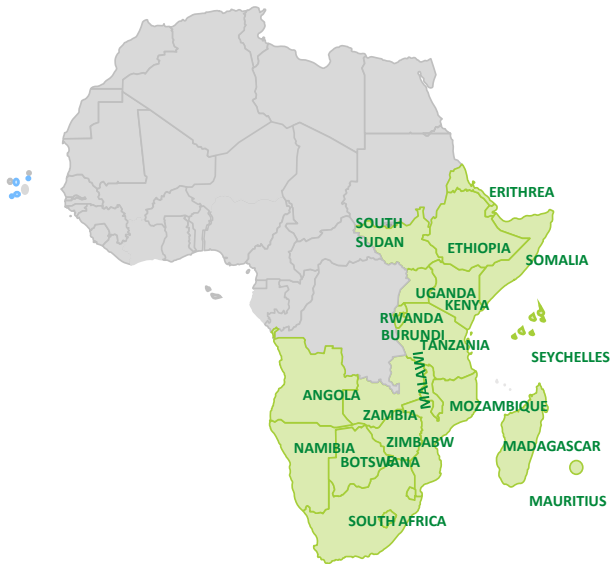 ERITHREA
SOUTH
SUDAN
ETHIOPIA
SOMALIA
UGANDA
KENYA
RWANDA
BURUNDI
TANZANIA
SEYCHELLES
MALAWI
ANGOLA
MOZAMBIQUE
ZAMBIA
ZIMBABW
MADAGASCAR
NAMIBIA
BOTSWANA
MAURITIUS
SOUTH AFRICA